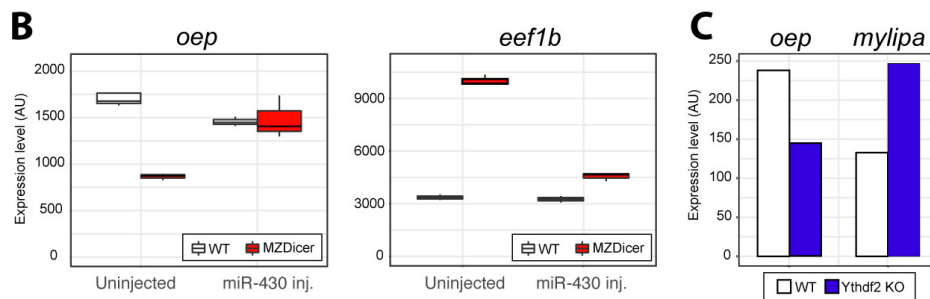 B
oep
Expression level (AU)
2000
1500
1000
500
0
WT MZDicer
Uninjected miR-430 inj.
eef1b
9000
6000
3000
0
WT MZDicer
Uninjected miR-430 inj.
C
oep mylipa
Expression level (AU)
250
200
150
100
50
0
WT Ythdf2 KO